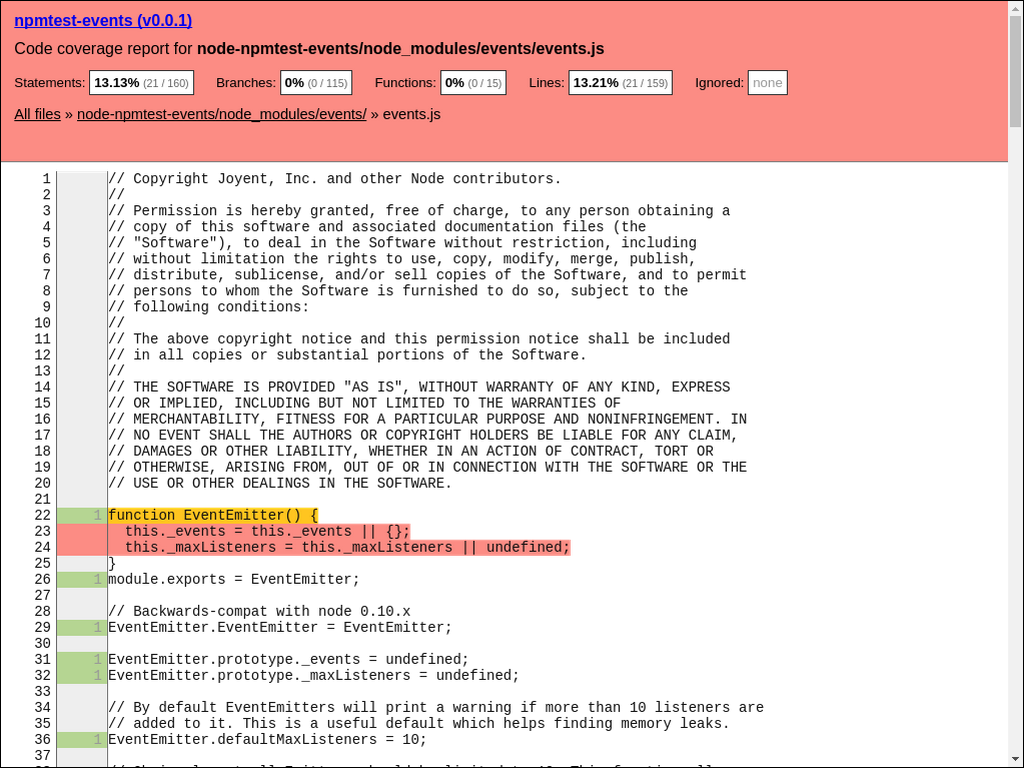 npmtest-events (v0.0.1)
Code coverage report for node-npmtest-events/node_modules/events/events.js
Statements: 13.13% (21 / 160) Branches: 0% (0 / 115) Functions: 0% (0 / 15) Lines: 13.21% (21 / 159) Ignored: none
All files » node-npmtest-events/node_modules/events/ » events.js
1 // Copyright Joyent, Inc. and other Node contributors.
2 //
3 // Permission is hereby granted, free of charge, to any person obtaining a
4 // copy of this software and associated documentation files (the
5 // "Software"), to deal in the Software without restriction, including
6 // without limitation the rights to use, copy, modify, merge, publish,
7 // distribute, sublicense, and/or sell copies of the Software, and to permit
8 // persons to whom the Software is furnished to do so, subject to the
9 // following conditions:
10 //
11 // The above copyright notice and this permission notice shall be included
12 // in all copies or substantial portions of the Software.
13 //
14 // THE SOFTWARE IS PROVIDED "AS IS", WITHOUT WARRANTY OF ANY KIND, EXPRESS
15 // OR IMPLIED, INCLUDING BUT NOT LIMITED TO THE WARRANTIES OF
16 // MERCHANTABILITY, FITNESS FOR A PARTICULAR PURPOSE AND NONINFRINGEMENT. IN
17 // NO EVENT SHALL THE AUTHORS OR COPYRIGHT HOLDERS BE LIABLE FOR ANY CLAIM,
18 // DAMAGES OR OTHER LIABILITY, WHETHER IN AN ACTION OF CONTRACT, TORT OR
19 // OTHERWISE, ARISING FROM, OUT OF OR IN CONNECTION WITH THE SOFTWARE OR THE
20 // USE OR OTHER DEALINGS IN THE SOFTWARE.
21
22 1 function EventEmitter() {
23 this._events = this._events || {};
24 this._maxListeners = this._maxListeners || undefined;
25 }
26 1 module.exports = EventEmitter;
27
28 // Backwards-compat with node 0.10.x
29 1 EventEmitter.EventEmitter = EventEmitter;
30
31 1 EventEmitter.prototype._events = undefined;
32 1 EventEmitter.prototype._maxListeners = undefined;
33
34 // By default EventEmitters will print a warning if more than 10 listeners are
35 // added to it. This is a useful default which helps finding memory leaks.
36 1 EventEmitter.defaultMaxListeners = 10;
37